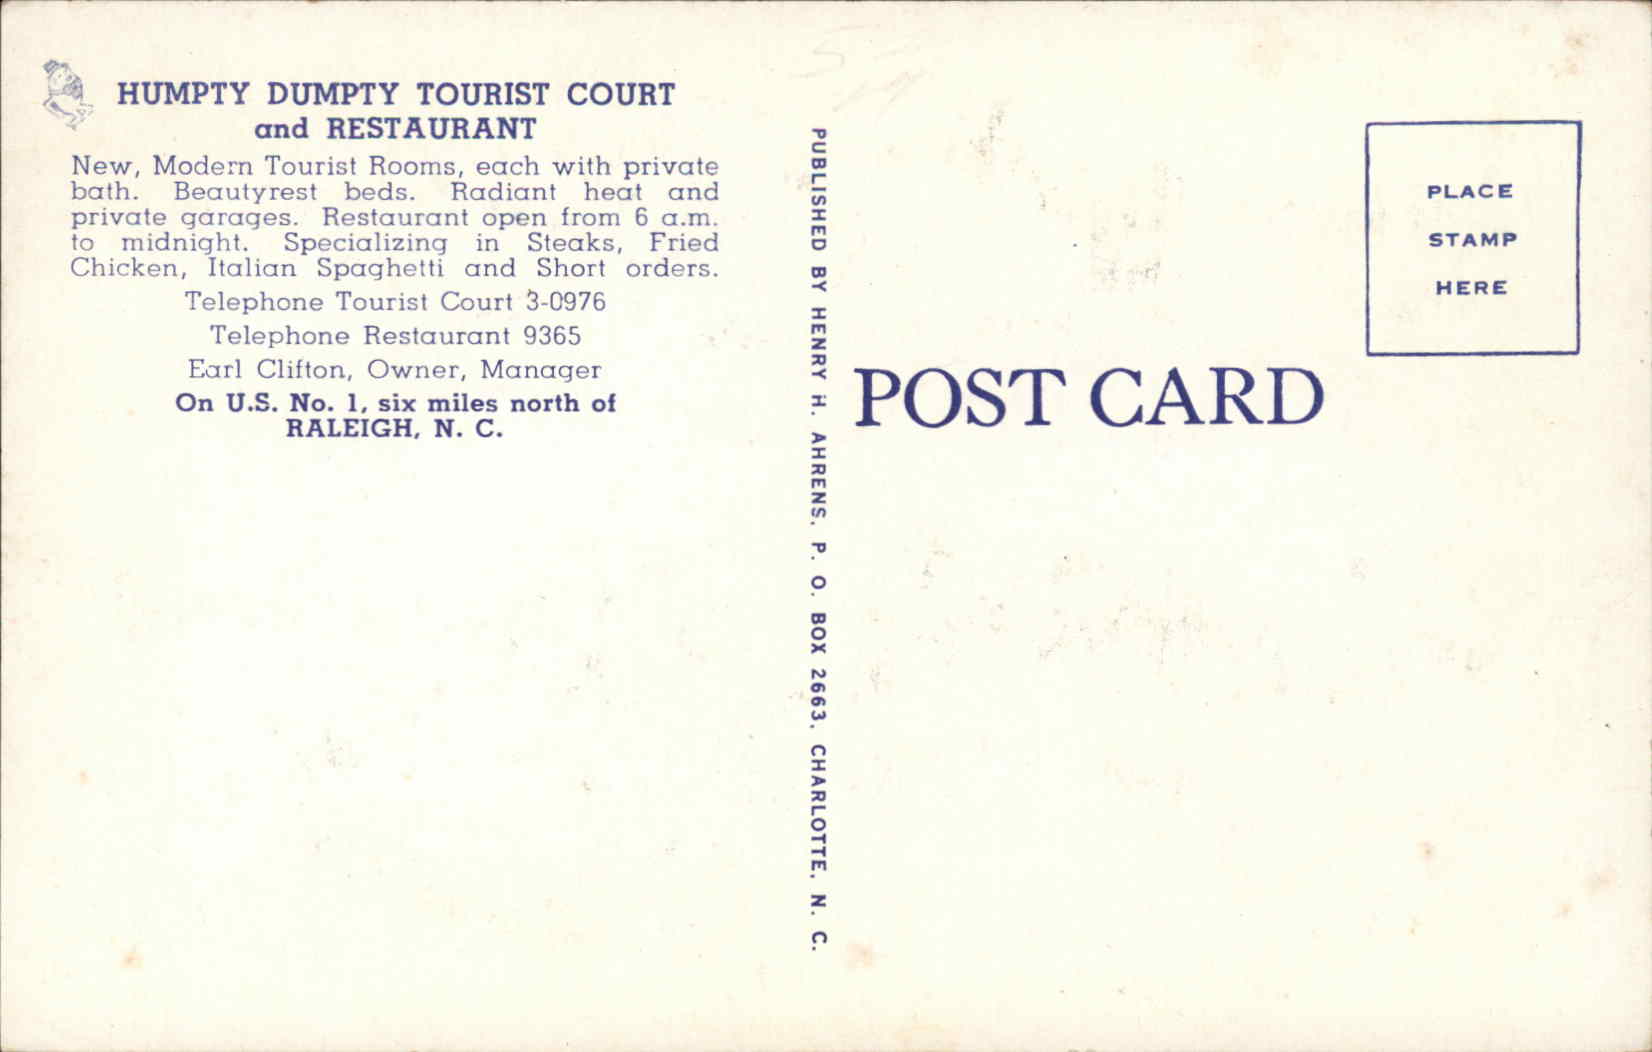 HUMPTY DUMPTY TOURIST COURT
and RESTAURANT
New, Modern Tourist Rooms, each with private
bath. Beautyrest beds. Radiant heat and
private garages. Restaurant open from 6 a.m.
to midnight. Specializing in Steaks, Fried
Chicken, Italian Spaghetti and Short orders.
Telephone Tourist Court 3-0976
Telephone Restaurant 9365
Earl Clifton, Owner, Manager
On U.S. No. 1, six miles north of
RALEIGH, N. C.
PUBLISHED BY HENRY H. AHRENS, P. O. BOX 2663, CHARLOTTE, N. C.
POST CARD
PLACE
STAMP
HERE